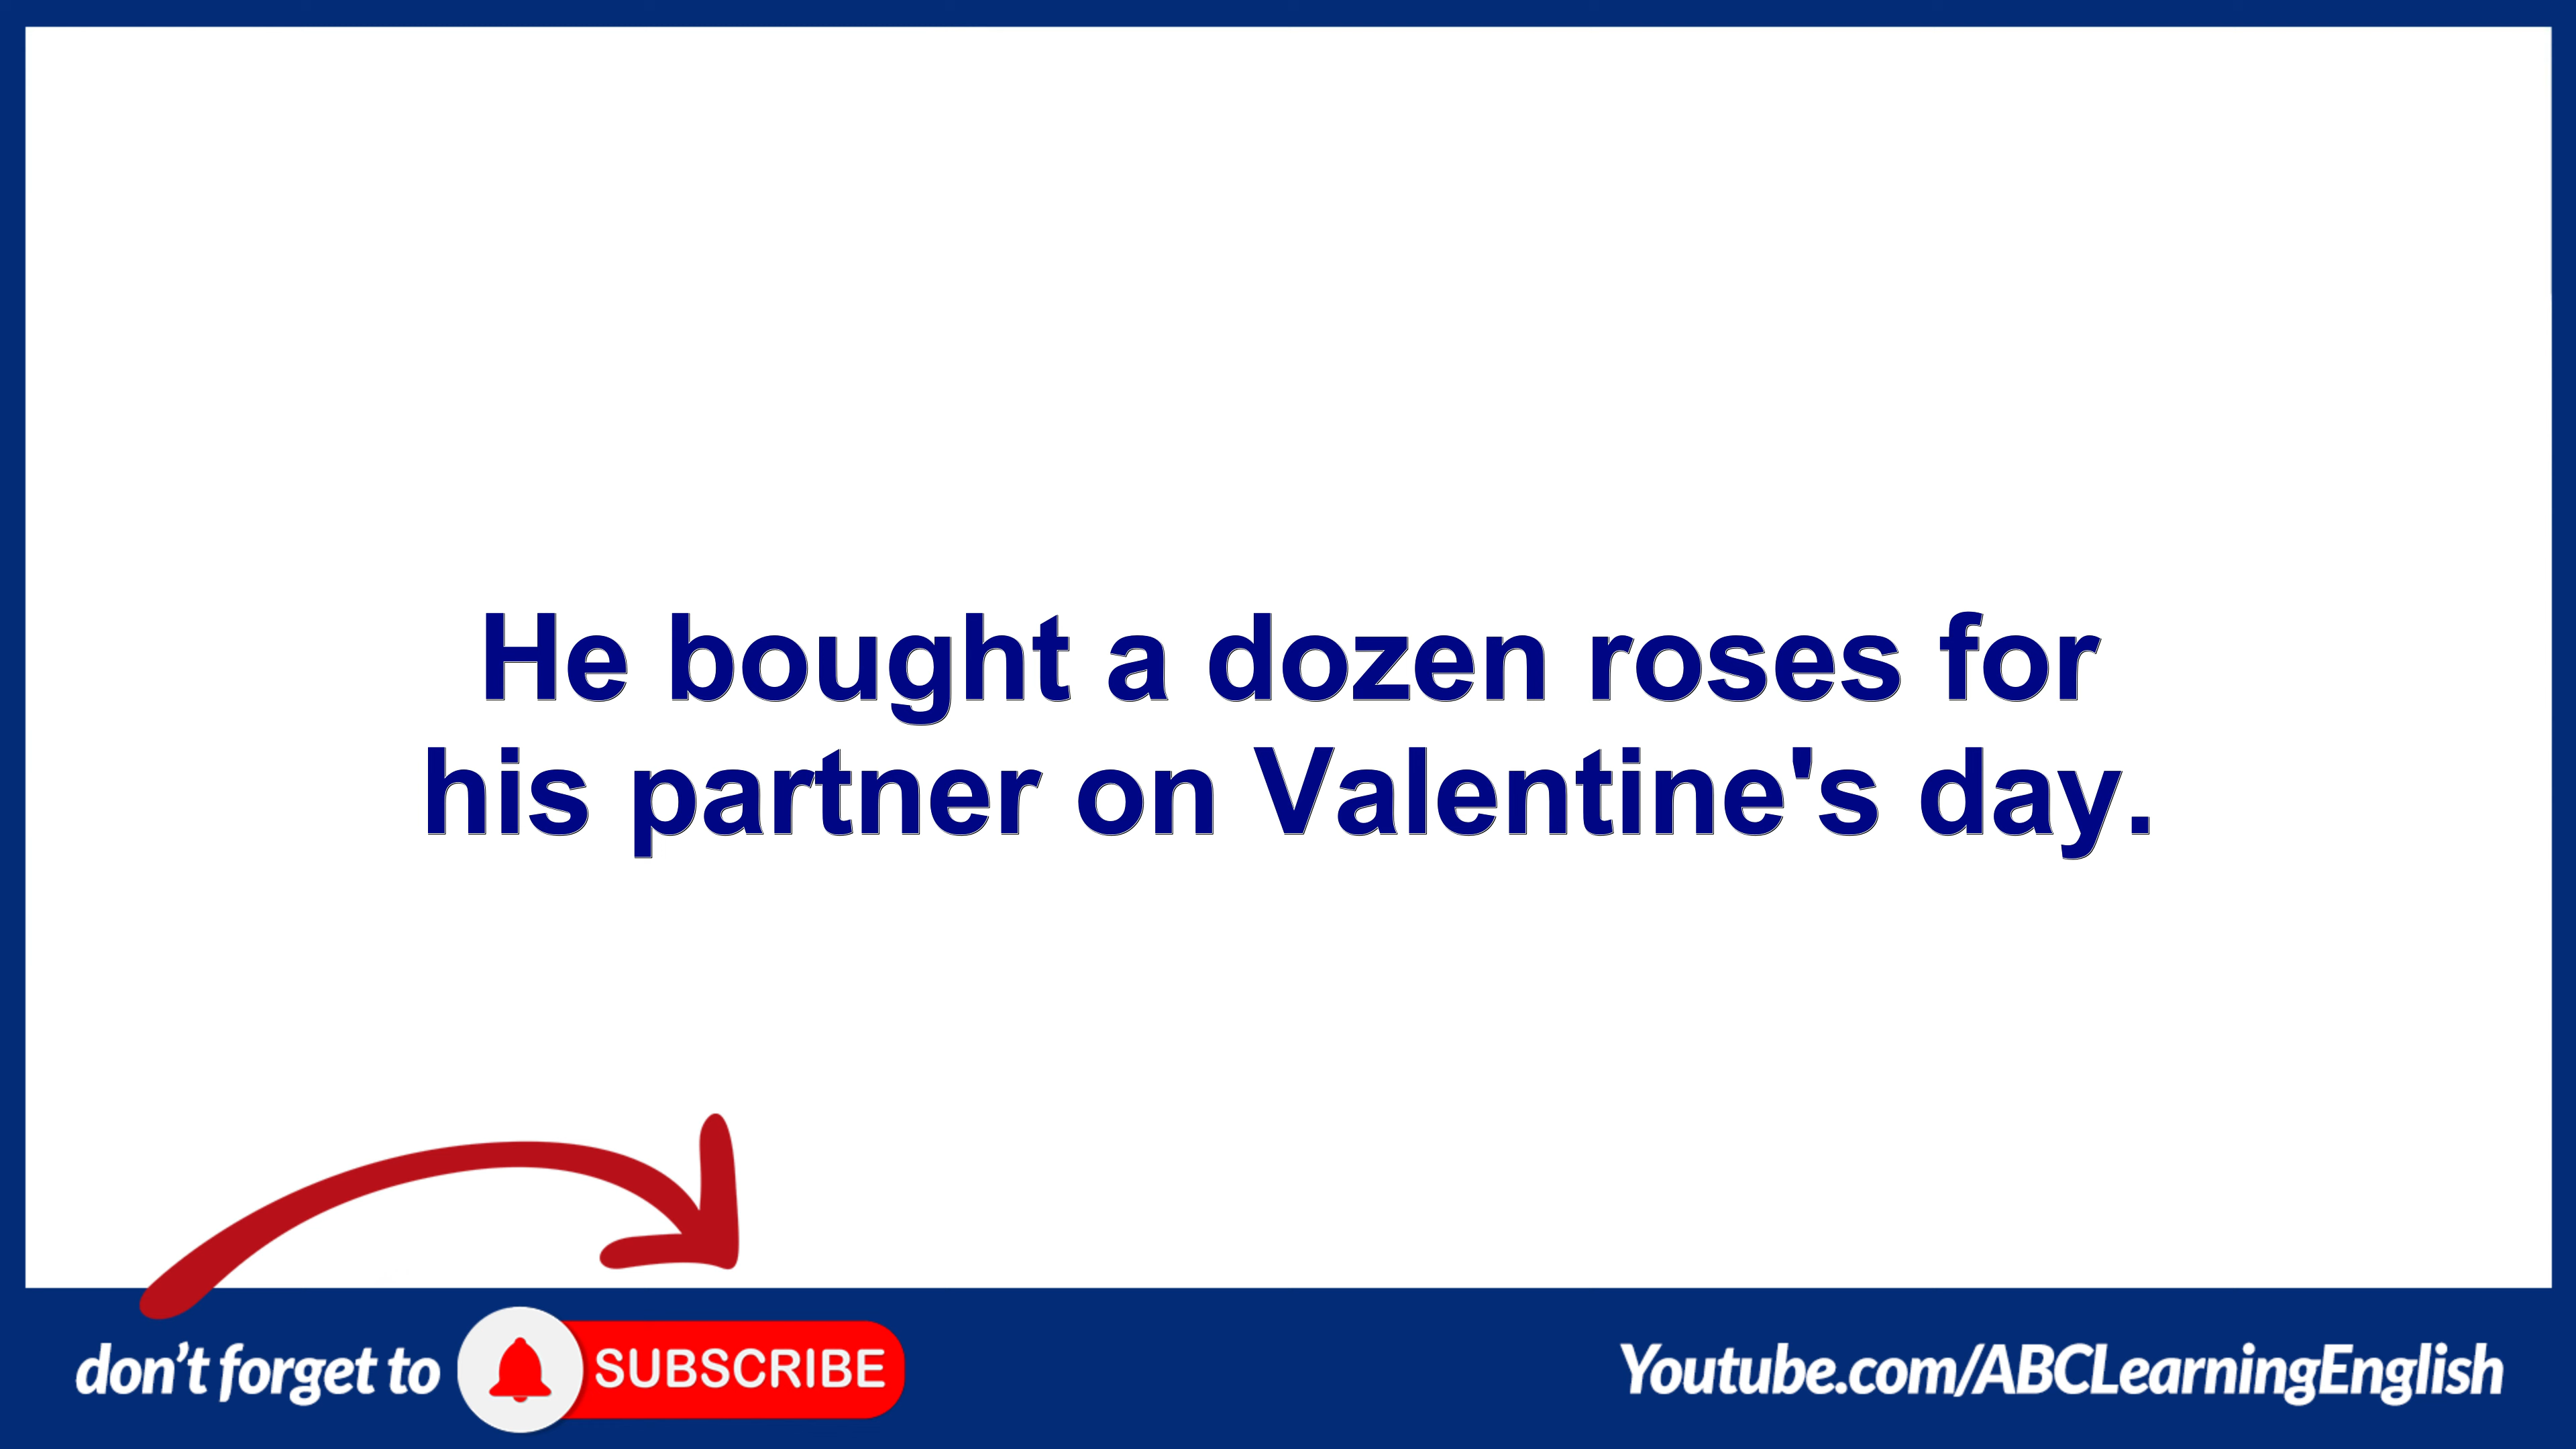 He bought a dozen roses for
his partner on Valentine's day.
don't forget to SUBSCRIBE
Youtube.com/ABCLearningEnglish